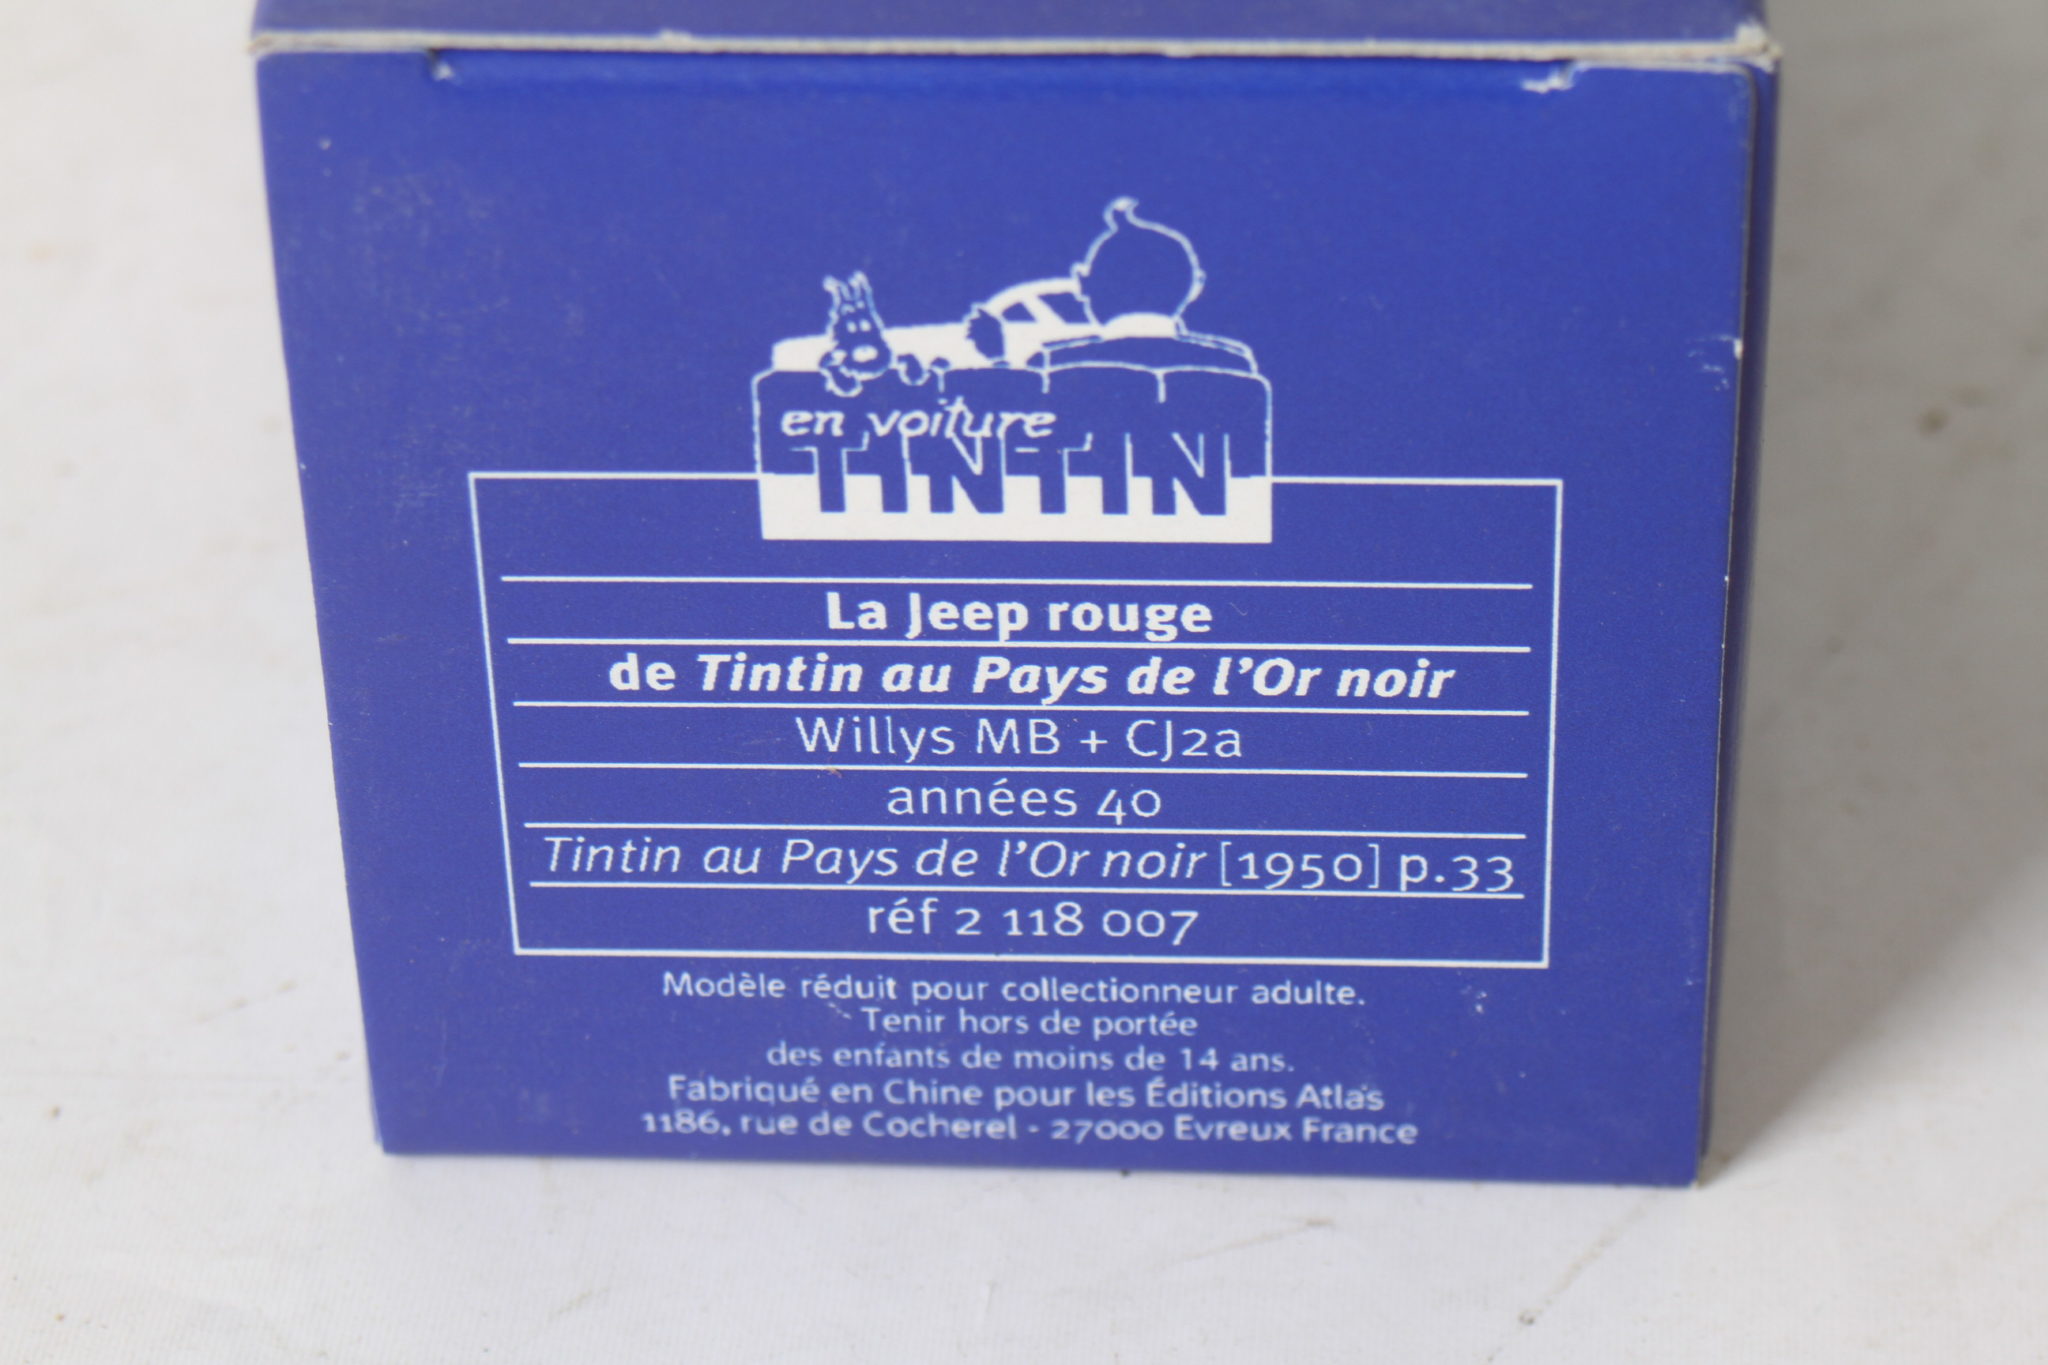 en voiture
TINTIN
La Jeep rouge
de Tintin au Pays de l'Or noir
Willys MB + CJ2a
années 40
Tintin au Pays de l'Or noir [1950] p.33
réf 2 118 007
Modèle réduit pour collectionneur adulte.
Tenir hors de portée
des enfants de moins de 14 ans.
Fabriqué en Chine pour les Éditions Atlas
1186, rue de Cocherel - 27000 Evreux France